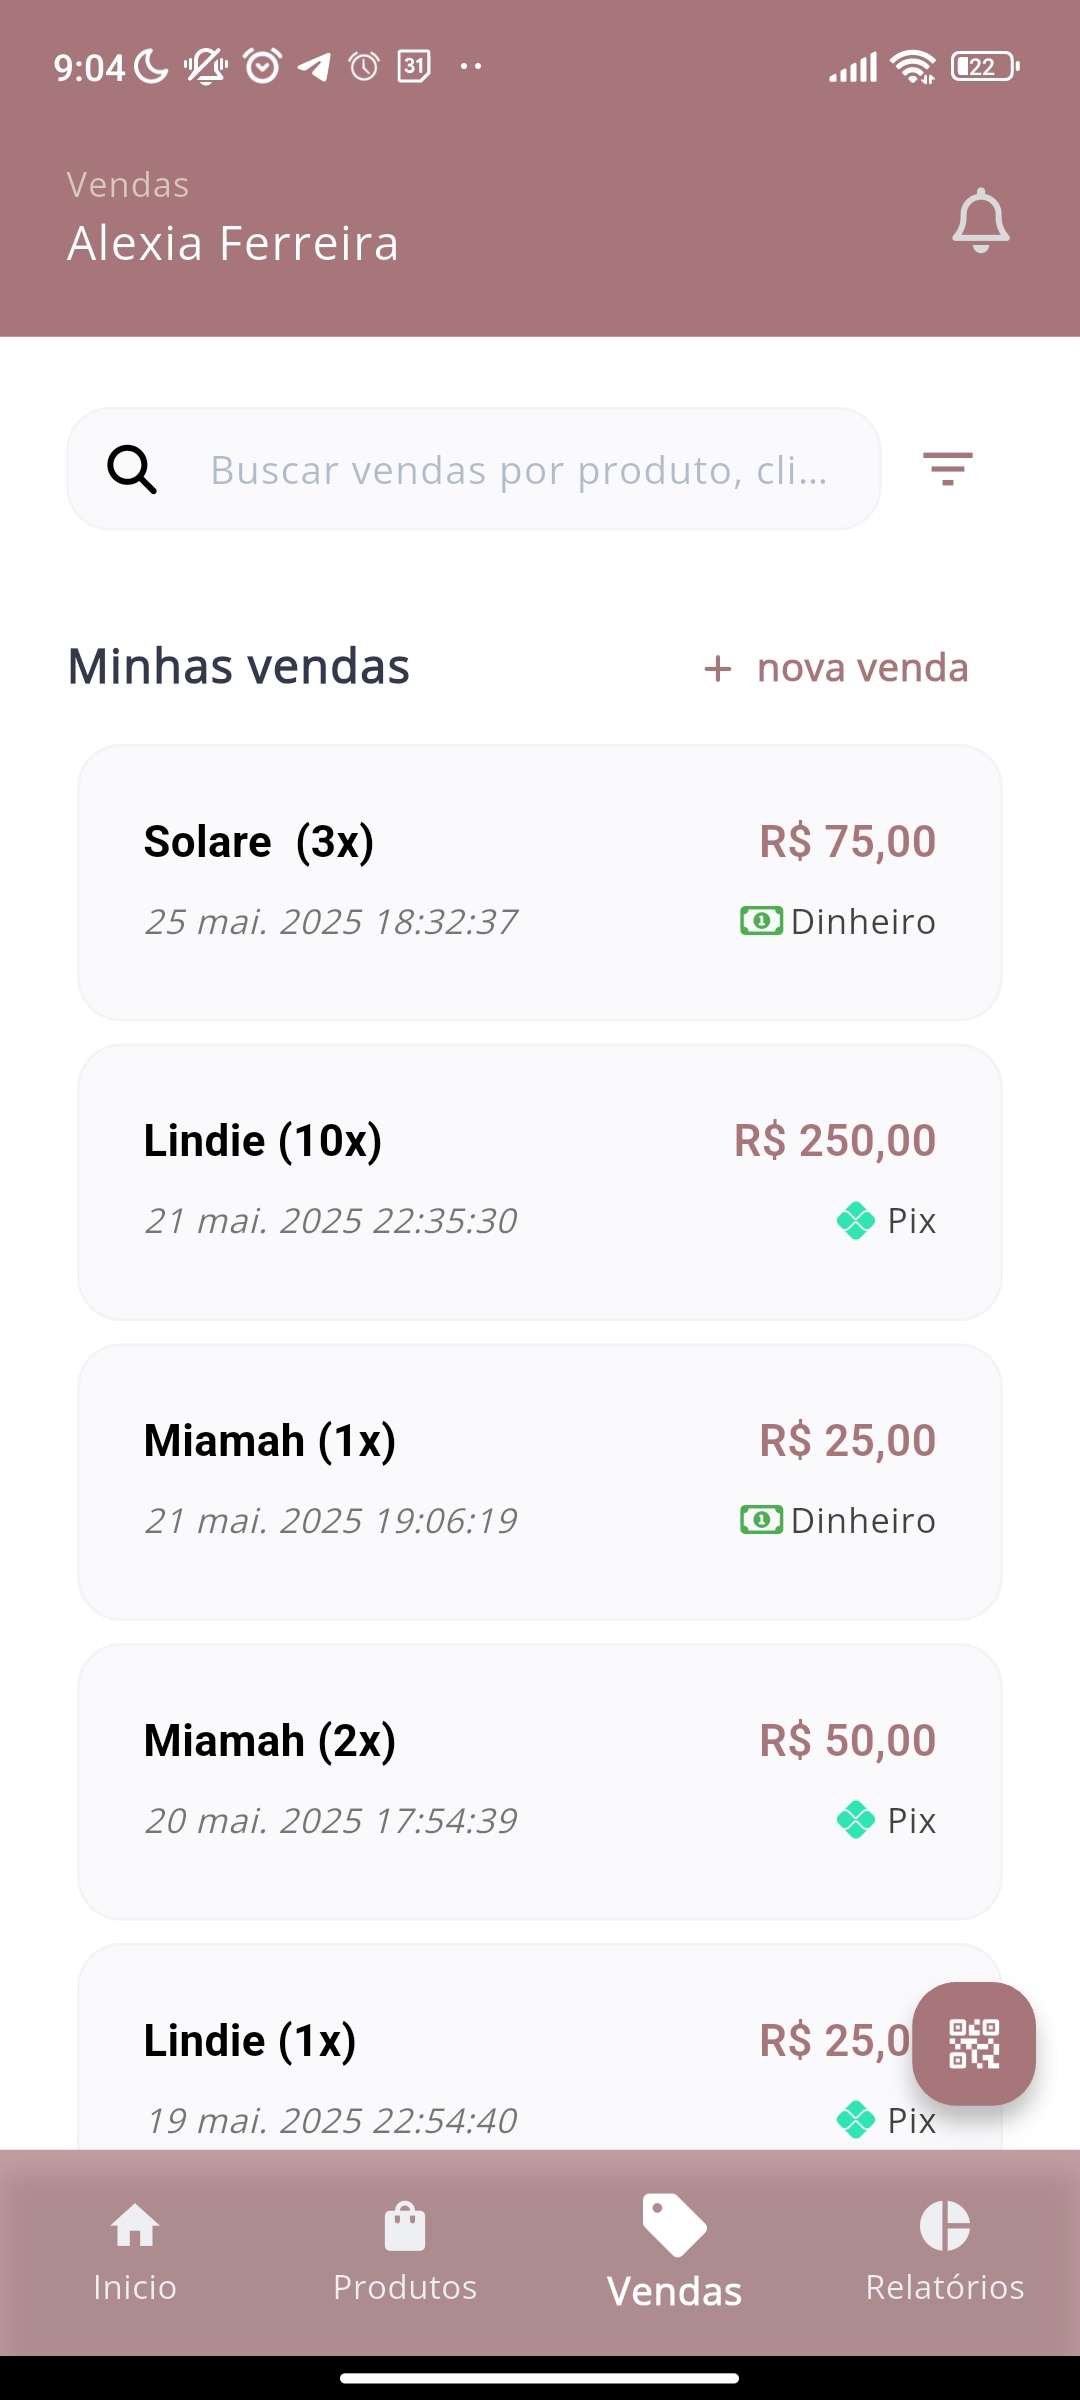 9:04 31 22
Vendas
Alexia Ferreira
Buscar vendas por produto, cli...
Minhas vendas + nova venda
Solare (3x) R$ 75,00
25 mai. 2025 18:32:37 Dinheiro
Lindie (10x) R$ 250,00
21 mai. 2025 22:35:30 Pix
Miamah (1x) R$ 25,00
21 mai. 2025 19:06:19 Dinheiro
Miamah (2x) R$ 50,00
20 mai. 2025 17:54:39 Pix
Lindie (1x) R$ 25,0
19 mai. 2025 22:54:40 Pix
Inicio Produtos Vendas Relatórios